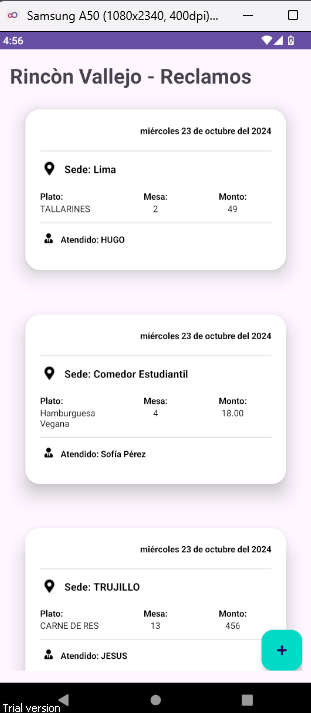 Samsung A50 (1080x2340, 400dpi)...
4:56
Rincòn Vallejo - Reclamos
miércoles 23 de octubre del 2024
Sede: Lima
Plato: Mesa: Monto:
TALLARINES 2 49
Atendido: HUGO
miércoles 23 de octubre del 2024
Sede: Comedor Estudiantil
Plato: Mesa: Monto:
Hamburguesa 4 18.00
Vegana
Atendido: Sofía Pérez
miércoles 23 de octubre del 2024
Sede: TRUJILLO
Plato: Mesa: Monto:
CARNE DE RES 13 456
Atendido: JESUS
+
Trial version